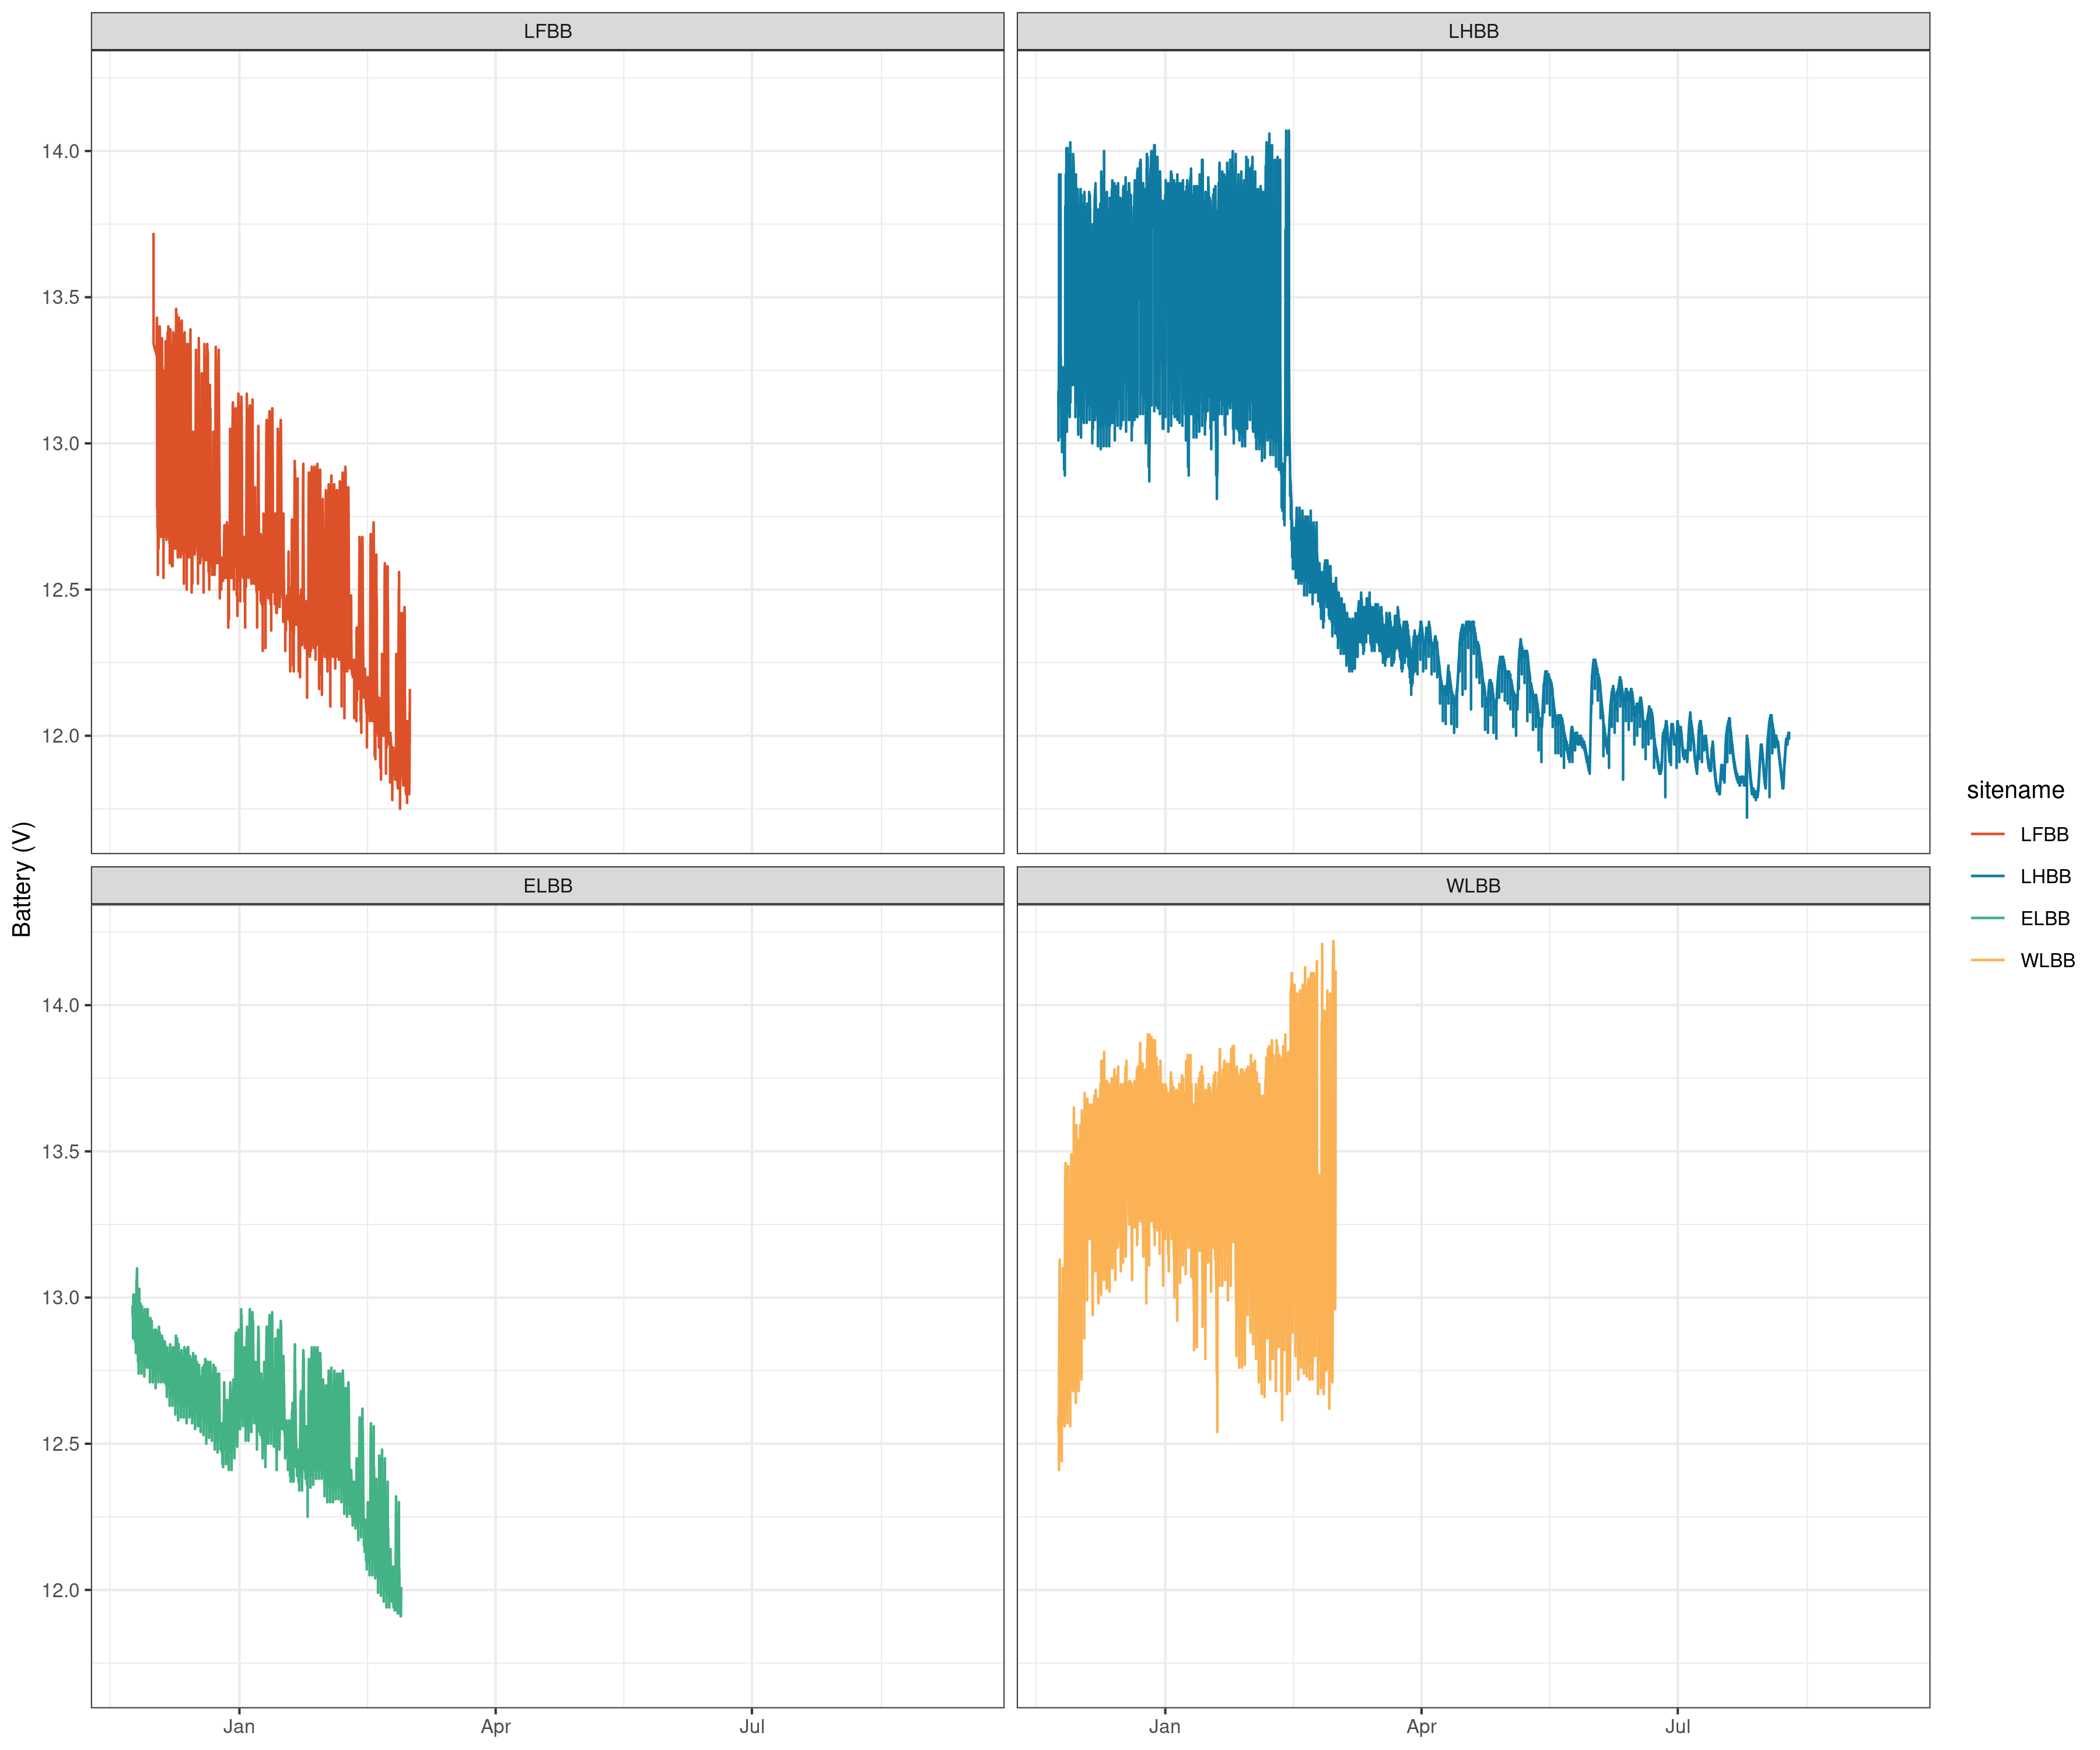 LFBB
LHBB
14.0
13.5
13.0
12.5
12.0
ELBB
WLBB
14.0
13.5
13.0
12.5
12.0
Jan
Apr
Jul
Jan
Apr
Jul
Battery (V)
sitename
LFBB
LHBB
ELBB
WLBB